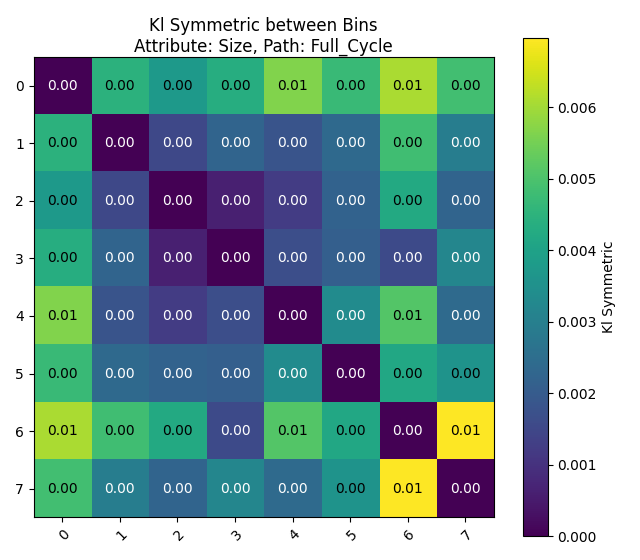 Kl Symmetric between Bins
Attribute: Size, Path: Full_Cycle
0 0.00 0.00 0.00 0.00 0.01 0.00 0.01 0.00
1 0.00 0.00 0.00 0.00 0.00 0.00 0.00 0.00
2 0.00 0.00 0.00 0.00 0.00 0.00 0.00 0.00
3 0.00 0.00 0.00 0.00 0.00 0.00 0.00 0.00
4 0.01 0.00 0.00 0.00 0.00 0.00 0.01 0.00
5 0.00 0.00 0.00 0.00 0.00 0.00 0.00 0.00
6 0.01 0.00 0.00 0.00 0.01 0.00 0.00 0.01
7 0.00 0.00 0.00 0.00 0.00 0.00 0.01 0.00
0 1 2 3 4 5 6 7
0.006
0.005
0.004
0.003
0.002
0.001
0.000
Kl Symmetric